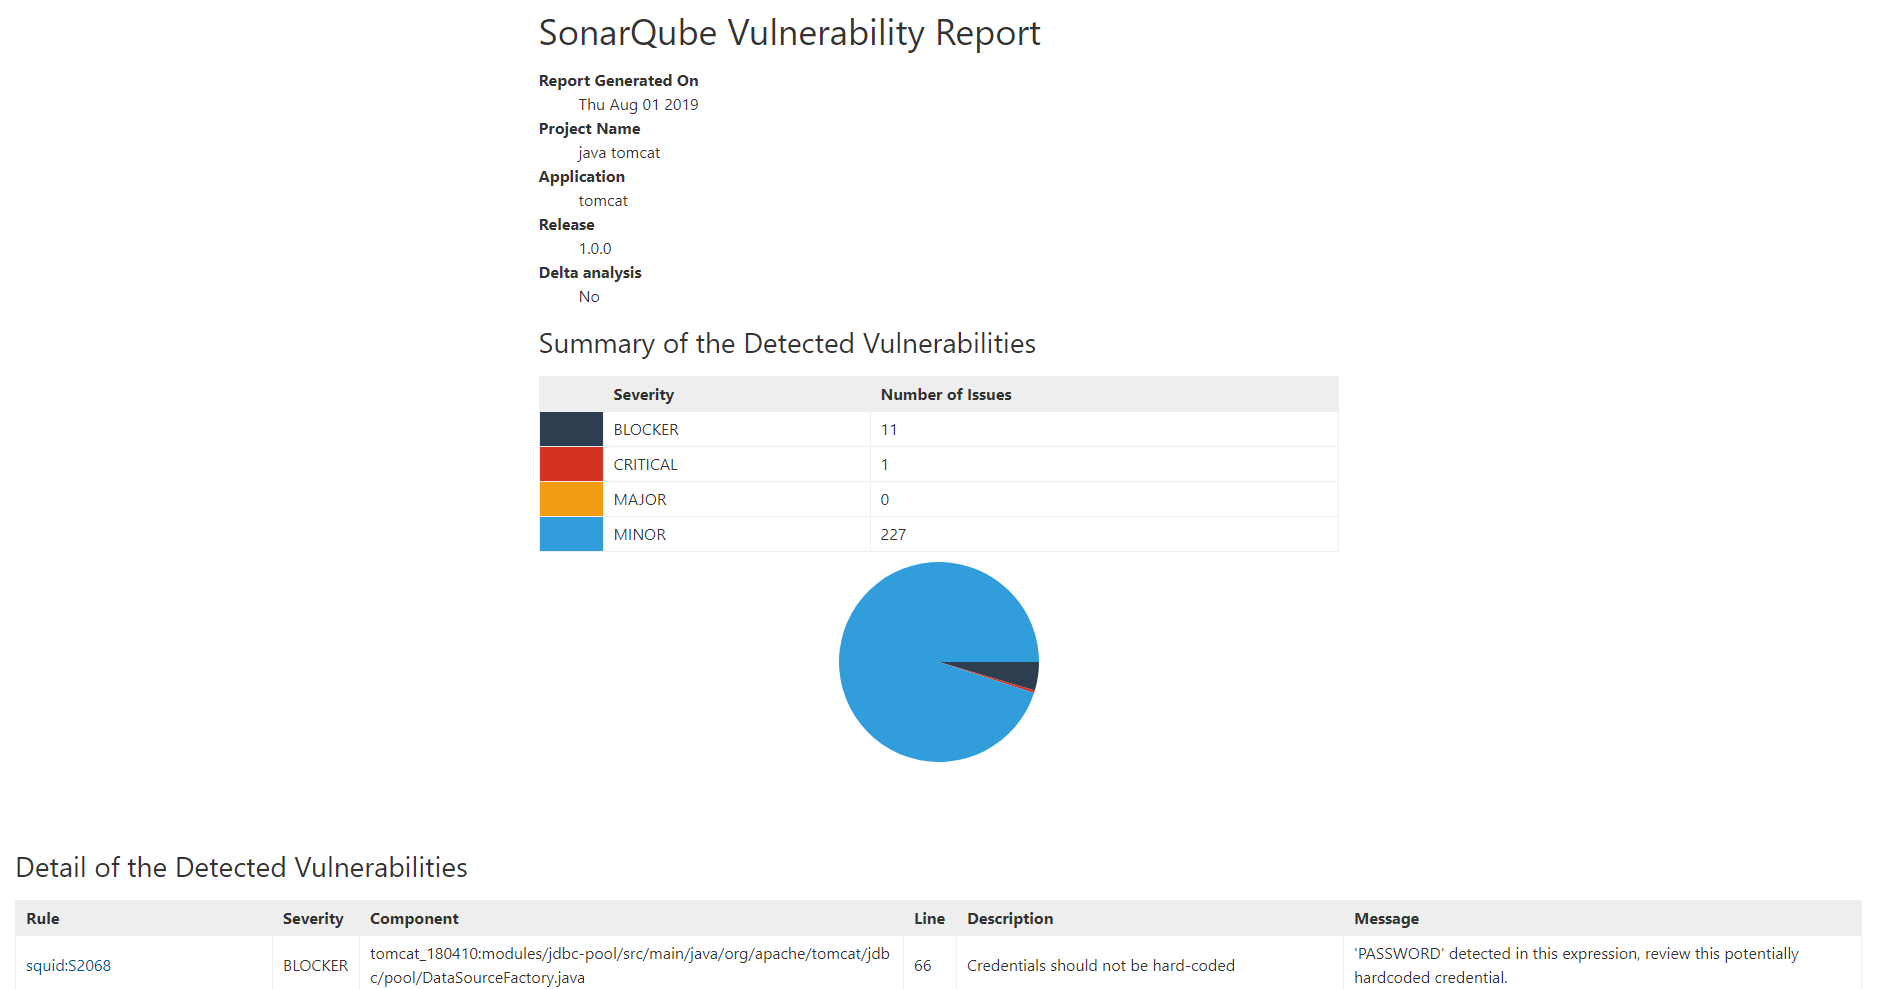 SonarQube Vulnerability Report
Report Generated On
Thu Aug 01 2019
Project Name
java tomcat
Application
tomcat
Release
1.0.0
Delta analysis
No
Summary of the Detected Vulnerabilities
Severity Number of Issues
BLOCKER 11
CRITICAL 1
MAJOR 0
MINOR 227
Detail of the Detected Vulnerabilities
Rule Severity Component Line Description Message
squid:S2068 BLOCKER tomcat_180410:modules/jdbc-pool/src/main/java/org/apache/tomcat/jdb
c/pool/DataSourceFactory.java 66 Credentials should not be hard-coded 'PASSWORD' detected in this expression, review this potentially
hardcoded credential.